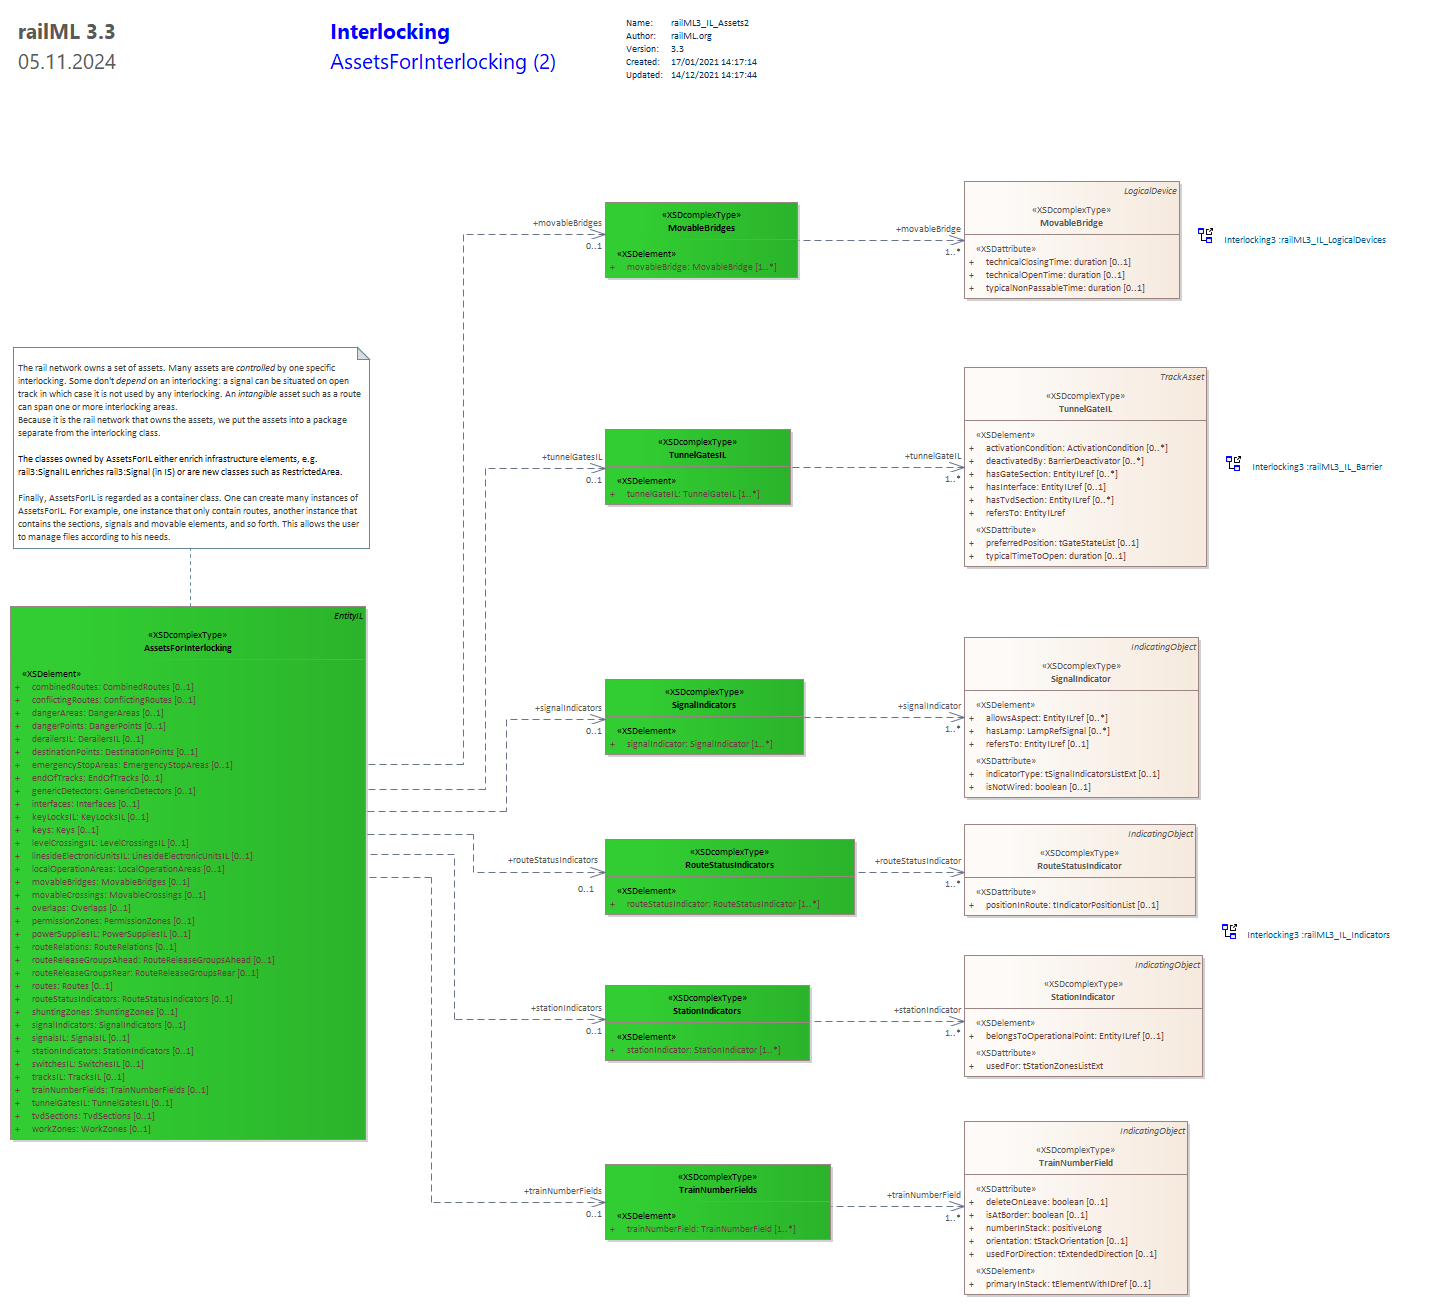 railML 3.3
05.11.2024
Interlocking
AssetsForInterlocking (2)
Name: railML3_IL_Assets2
Author: railML.org
Version: 3.3
Created: 17/01/2021 14:17:14
Updated: 14/12/2021 14:17:44
The rail network owns a set of assets. Many assets are controlled by one specific
interlocking. Some don't depend on an interlocking: a signal can be situated on open
track in which case it is not used by any interlocking. An intangible asset such as a route
can span one or more interlocking areas.
Because it is the rail network that owns the assets, we put the assets into a package
separate from the interlocking class.
The classes owned by AssetsForIL either enrich infrastructure elements, e.g.
rail3:SignalIL enriches rail3:Signal (in IS) or are new classes such as RestrictedArea.
Finally, AssetsForIL is regarded as a container class. One can create many instances of
AssetsForIL. For example, one instance that only contain routes, another instance that
contains the sections, signals and movable elements, and so forth. This allows the user
to manage files according to his needs.
EntityIL
«XSDcomplexType»
AssetsForInterlocking
«XSDelement»
+ combinedRoutes: CombinedRoutes [0..1]
+ conflictingRoutes: ConflictingRoutes [0..1]
+ dangerAreas: DangerAreas [0..1]
+ dangerPoints: DangerPoints [0..1]
+ derailersIL: DerailersIL [0..1]
+ destinationPoints: DestinationPoints [0..1]
+ emergencyStopAreas: EmergencyStopAreas [0..1]
+ endOfTracks: EndOfTracks [0..1]
+ genericDetectors: GenericDetectors [0..1]
+ interfaces: Interfaces [0..1]
+ keyLocksIL: KeyLocksIL [0..1]
+ keys: Keys [0..1]
+ levelCrossingsIL: LevelCrossingsIL [0..1]
+ linesideElectronicUnitsIL: LinesideElectronicUnitsIL [0..1]
+ localOperationAreas: LocalOperationAreas [0..1]
+ movableBridges: MovableBridges [0..1]
+ movableCrossings: MovableCrossings [0..1]
+ overlaps: Overlaps [0..1]
+ permissionZones: PermissionZones [0..1]
+ powerSuppliesIL: PowerSuppliesIL [0..1]
+ routeRelations: RouteRelations [0..1]
+ routeReleaseGroupsAhead: RouteReleaseGroupsAhead [0..1]
+ routeReleaseGroupsRear: RouteReleaseGroupsRear [0..1]
+ routes: Routes [0..1]
+ routeStatusIndicators: RouteStatusIndicators [0..1]
+ shuntingZones: ShuntingZones [0..1]
+ signalIndicators: SignalIndicators [0..1]
+ signalsIL: SignalsIL [0..1]
+ stationIndicators: StationIndicators [0..1]
+ switchesIL: SwitchesIL [0..1]
+ tracksIL: TracksIL [0..1]
+ trainNumberFields: TrainNumberFields [0..1]
+ tunnelGatesIL: TunnelGatesIL [0..1]
+ tvdSections: TvdSections [0..1]
+ workZones: WorkZones [0..1]
+movableBridges
0..1
«XSDcomplexType»
MovableBridges
«XSDelement»
+ movableBridge: MovableBridge [1..*]
+movableBridge
1..*
LogicalDevice
«XSDcomplexType»
MovableBridge
«XSDattribute»
+ technicalClosingTime: duration [0..1]
+ technicalOpenTime: duration [0..1]
+ typicalNonPassableTime: duration [0..1]
Interlocking3 :railML3_IL_LogicalDevices
+tunnelGatesIL
0..1
«XSDcomplexType»
TunnelGatesIL
«XSDelement»
+ tunnelGateIL: TunnelGateIL [1..*]
+tunnelGateIL
1..*
TrackAsset
«XSDcomplexType»
TunnelGateIL
«XSDelement»
+ activationCondition: ActivationCondition [0..*]
+ deactivatedBy: BarrierDeactivator [0..*]
+ hasGateSection: EntityILref [0..*]
+ hasInterface: EntityILref [0..1]
+ hasTvdSection: EntityILref [0..*]
+ refersTo: EntityILref
«XSDattribute»
+ preferredPosition: tGateStateList [0..1]
+ typicalTimeToOpen: duration [0..1]
Interlocking3 :railML3_IL_Barrier
+signalIndicators
0..1
«XSDcomplexType»
SignalIndicators
«XSDelement»
+ signalIndicator: SignalIndicator [1..*]
+signalIndicator
1..*
IndicatingObject
«XSDcomplexType»
SignalIndicator
«XSDelement»
+ allowsAspect: EntityILref [0..*]
+ hasLamp: LampRefSignal [0..*]
+ refersTo: EntityILref [0..1]
«XSDattribute»
+ indicatorType: tSignalIndicatorsListExt [0..1]
+ isNotWired: boolean [0..1]
+routeStatusIndicators
0..1
«XSDcomplexType»
RouteStatusIndicators
«XSDelement»
+ routeStatusIndicator: RouteStatusIndicator [1..*]
+routeStatusIndicator
1..*
IndicatingObject
«XSDcomplexType»
RouteStatusIndicator
«XSDattribute»
+ positionInRoute: tIndicatorPositionList [0..1]
Interlocking3 :railML3_IL_Indicators
+stationIndicators
0..1
«XSDcomplexType»
StationIndicators
«XSDelement»
+ stationIndicator: StationIndicator [1..*]
+stationIndicator
1..*
IndicatingObject
«XSDcomplexType»
StationIndicator
«XSDelement»
+ belongsToOperationalPoint: EntityILref [0..1]
«XSDattribute»
+ usedFor: tStationZonesListExt
+trainNumberFields
0..1
«XSDcomplexType»
TrainNumberFields
«XSDelement»
+ trainNumberField: TrainNumberField [1..*]
+trainNumberField
1..*
IndicatingObject
«XSDcomplexType»
TrainNumberField
«XSDattribute»
+ deleteOnLeave: boolean [0..1]
+ isAtBorder: boolean [0..1]
+ numberInStack: positiveLong
+ orientation: tStackOrientation [0..1]
+ usedForDirection: tExtendedDirection [0..1]
«XSDelement»
+ primaryInStack: tElementWithIDref [0..1]